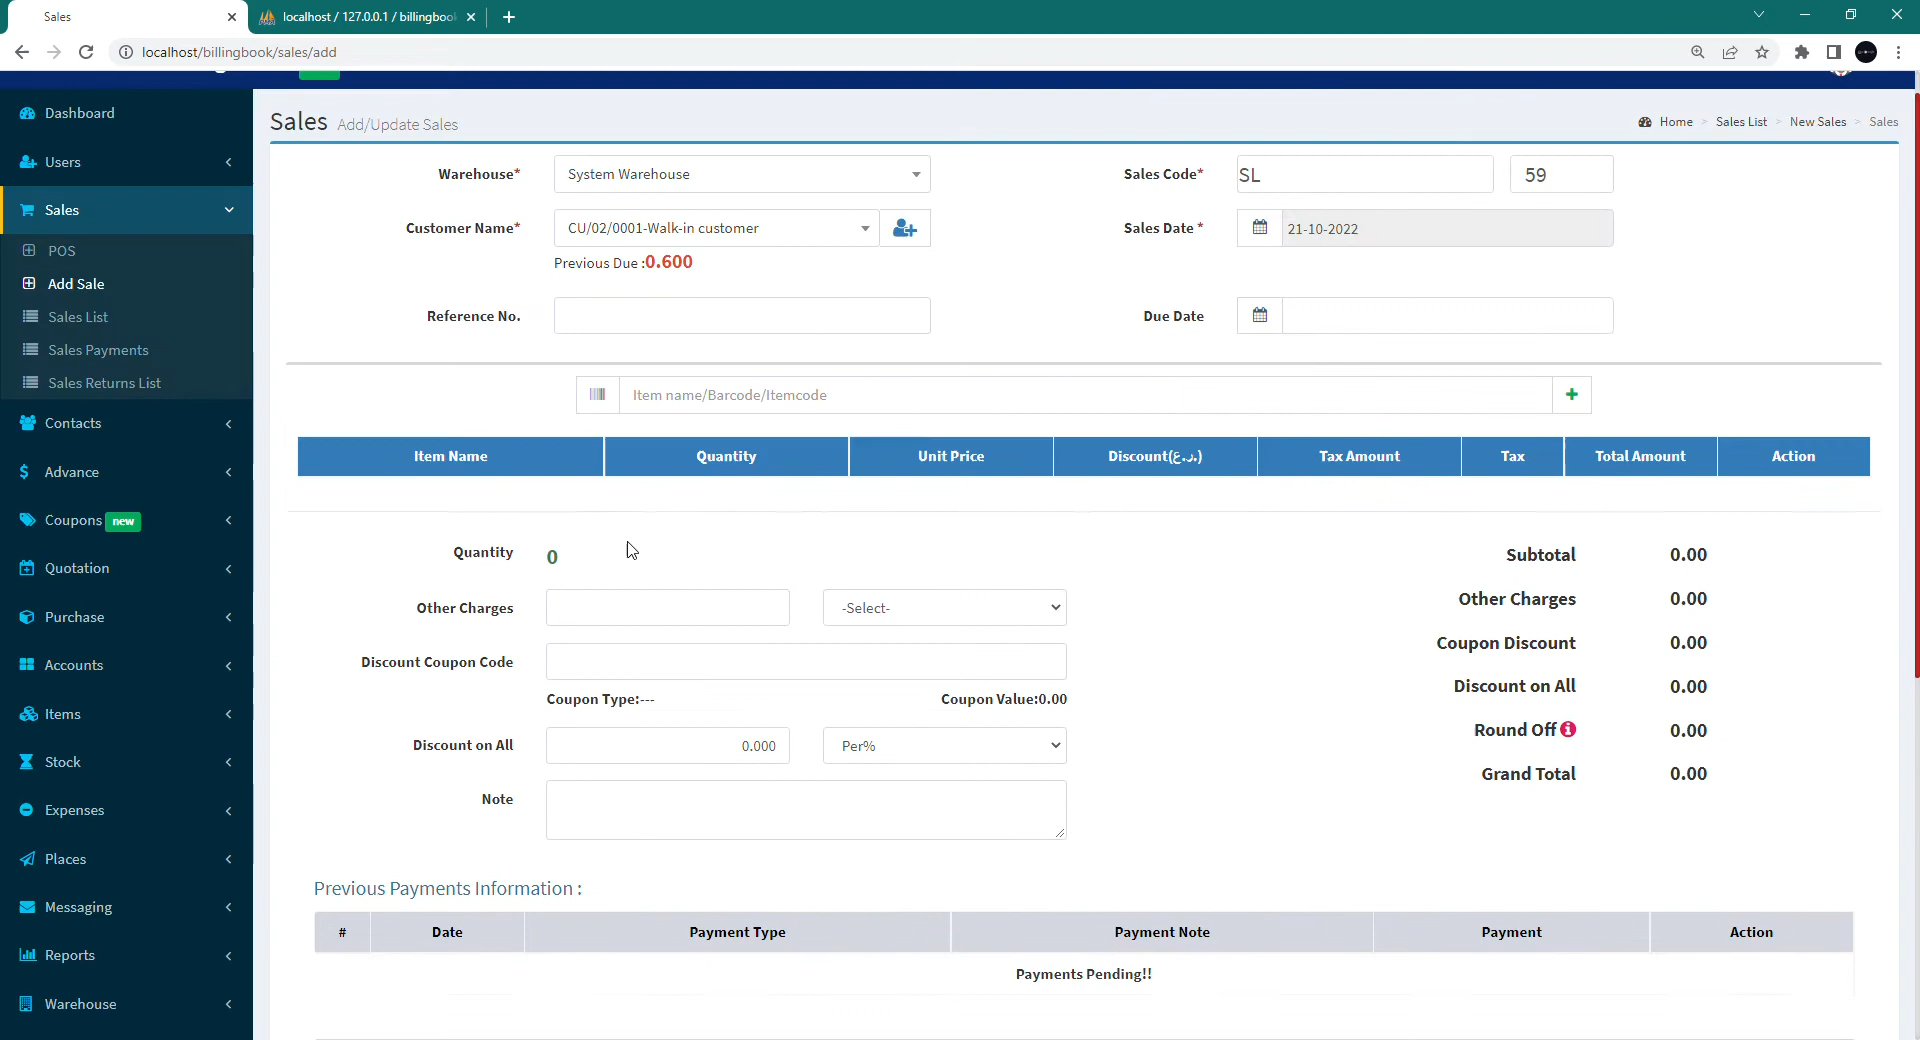 Sales
localhost / 127.0.0.1 / billingbook
localhost/billingbook/sales/add
Dashboard
Users
Sales
POS
Add Sale
Sales List
Sales Payments
Sales Returns List
Contacts
Advance
Coupons new
Quotation
Purchase
Accounts
Items
Stock
Expenses
Places
Messaging
Reports
Warehouse
Sales Add/Update Sales
Home > Sales List > New Sales > Sales
Warehouse* System Warehouse
Sales Code* SL 59
Customer Name* CU/02/0001-Walk-in customer
Sales Date * 21-10-2022
Previous Due :0.600
Reference No.
Due Date
Item name/Barcode/Itemcode
Item Name Quantity Unit Price Discount(ر.ع.) Tax Amount Tax Total Amount Action
Quantity 0
Other Charges -Select-
Discount Coupon Code
Coupon Type:--- Coupon Value:0.00
Discount on All 0.000 Per%
Note
Subtotal 0.00
Other Charges 0.00
Coupon Discount 0.00
Discount on All 0.00
Round Off 0.00
Grand Total 0.00
Previous Payments Information :
# Date Payment Type Payment Note Payment Action
Payments Pending!!